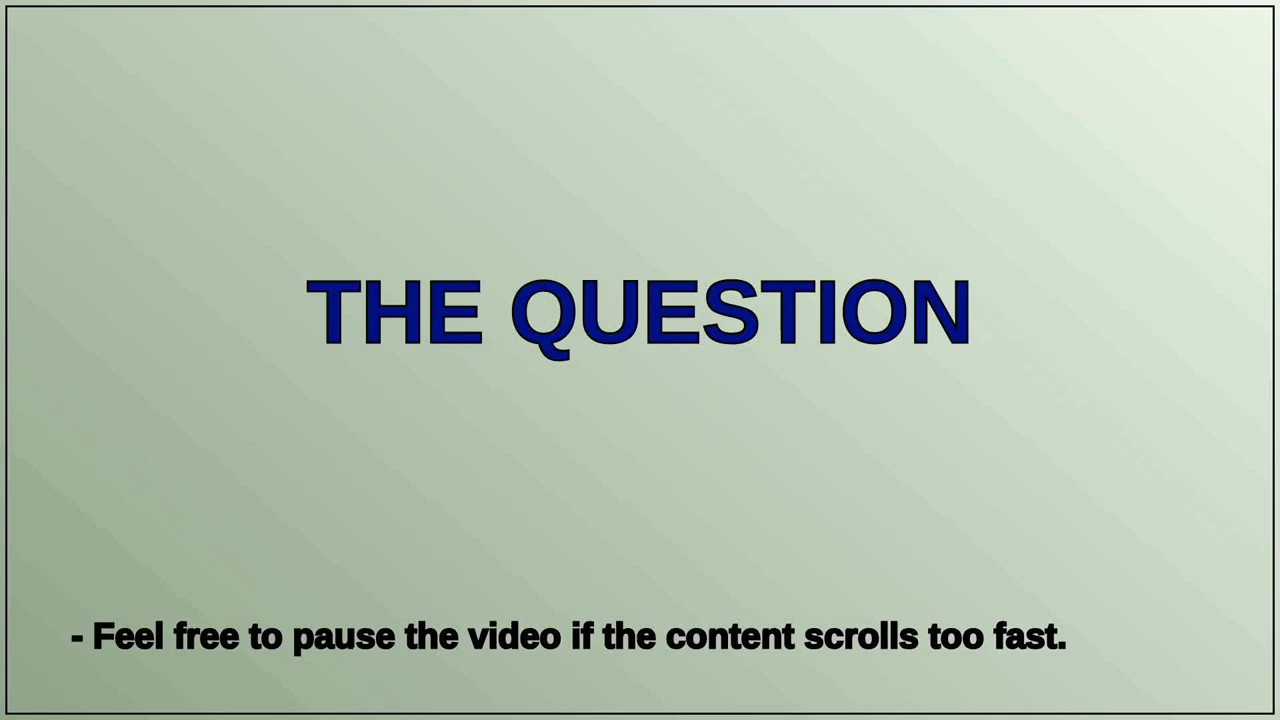 THE QUESTION
- Feel free to pause the video if the content scrolls too fast.